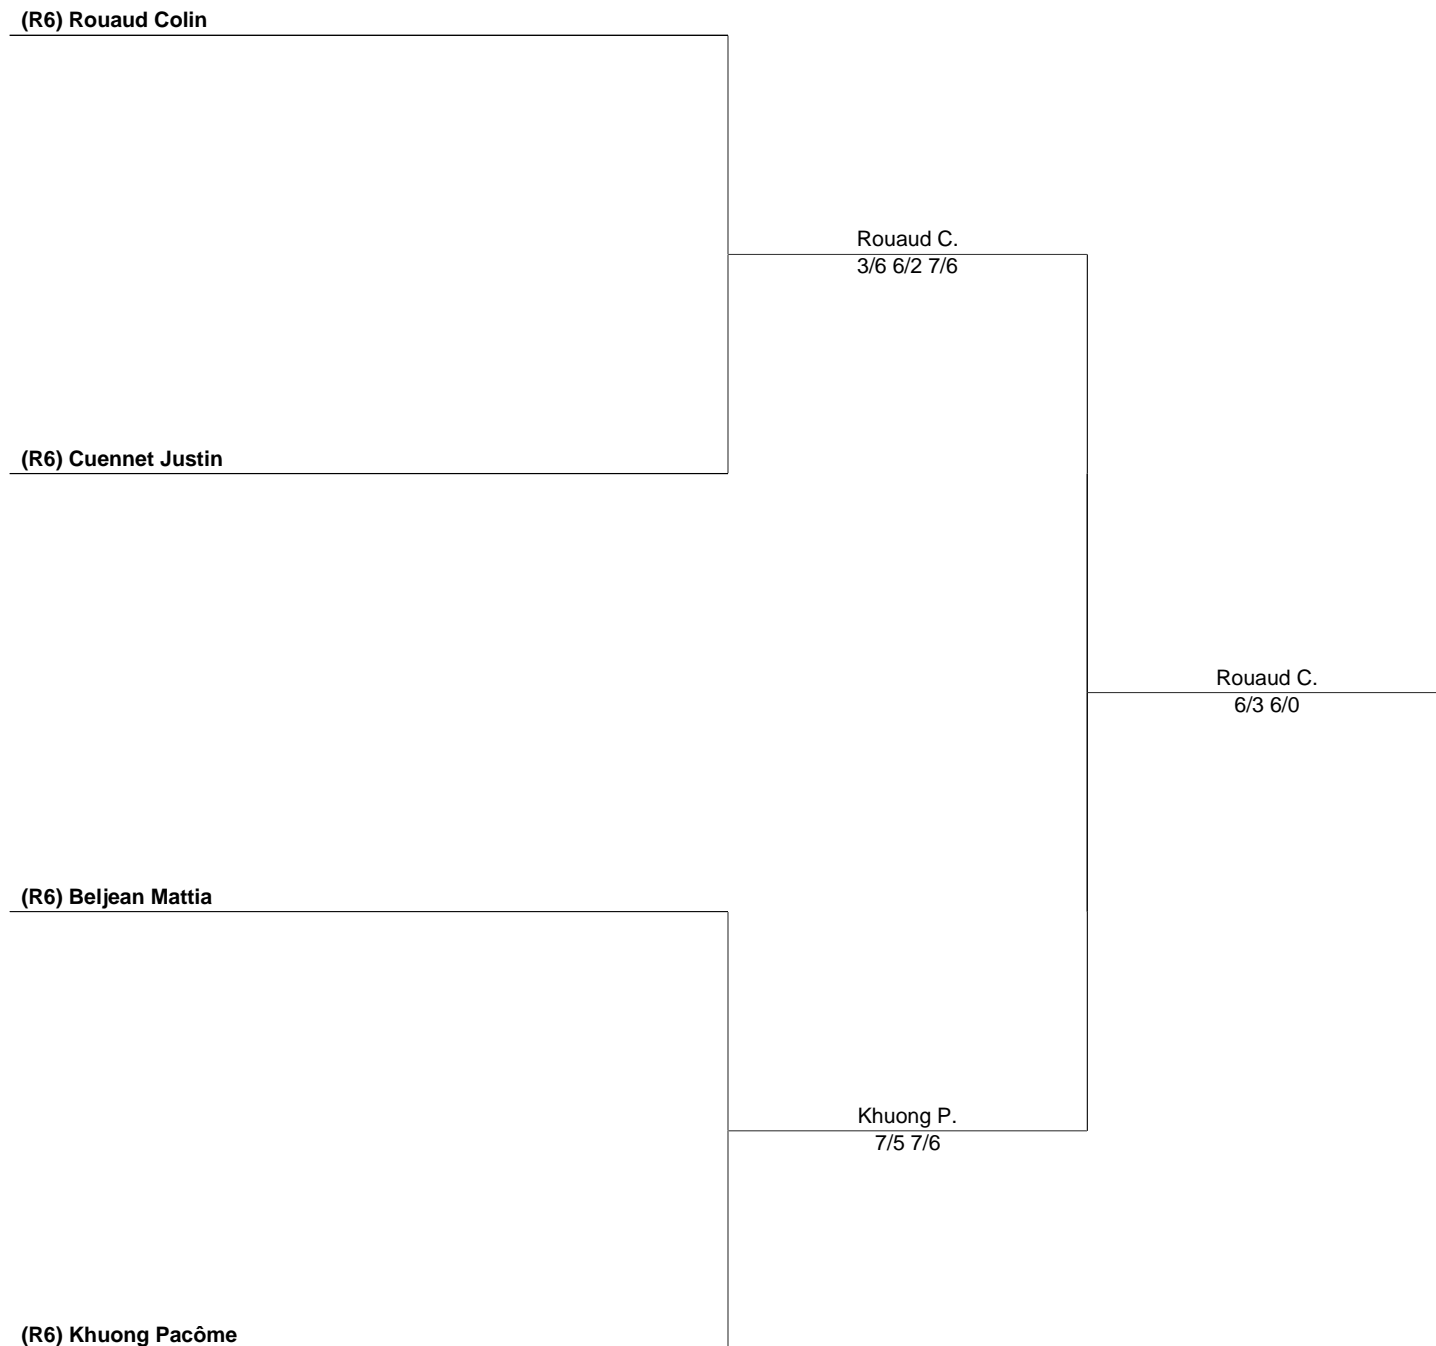 (R6) Rouaud Colin
Rouaud C.
3/6 6/2 7/6
(R6) Cuennet Justin
Rouaud C.
6/3 6/0
(R6) Beljean Mattia
Khuong P.
7/5 7/6
(R6) Khuong Pacôme